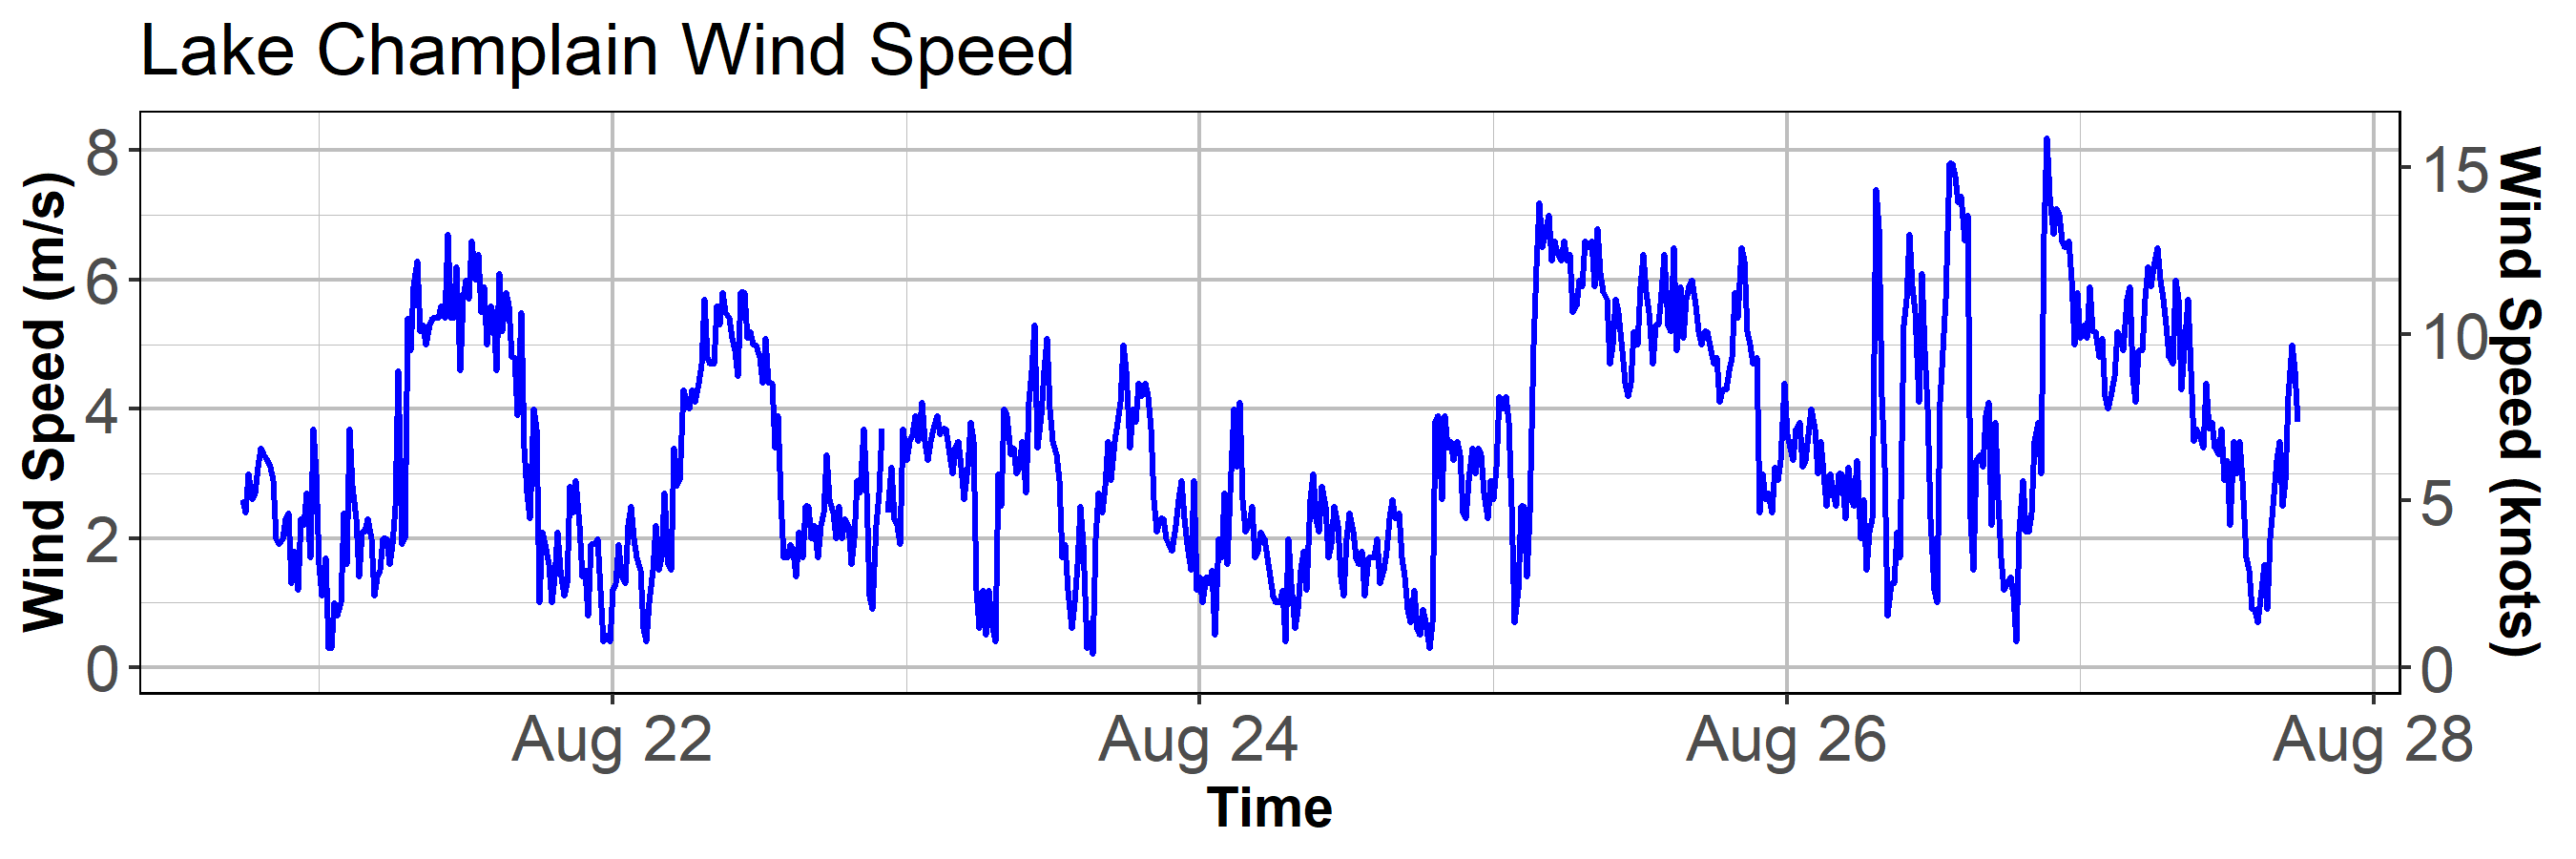 Lake Champlain Wind Speed
Wind Speed (m/s)
8
6
4
2
0
15
10
5
0
Wind Speed (knots)
Aug 22
Aug 24
Aug 26
Aug 28
Time